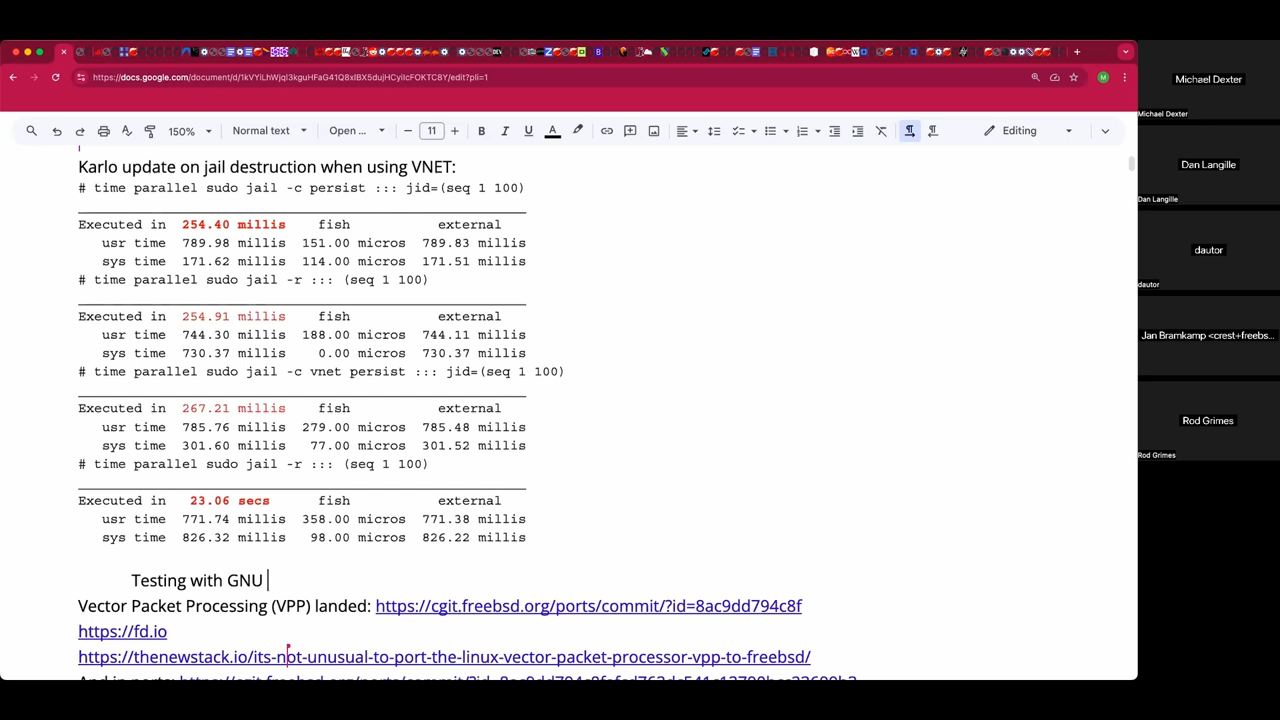 https://docs.google.com/document/d/1kVYiLhWjqI3kguHFaG41Q8xIBX5dujHCyiIcFOKTC8Y/edit?pli=1
M
150%
Normal text
Open ...
11
B
I
U
A
Editing
Karlo update on jail destruction when using VNET:
# time parallel sudo jail -c persist ::: jid=(seq 1 100)
Executed in 254.40 millis fish external
usr time 789.98 millis 151.00 micros 789.83 millis
sys time 171.62 millis 114.00 micros 171.51 millis
# time parallel sudo jail -r ::: (seq 1 100)
Executed in 254.91 millis fish external
usr time 744.30 millis 188.00 micros 744.11 millis
sys time 730.37 millis 0.00 micros 730.37 millis
# time parallel sudo jail -c vnet persist ::: jid=(seq 1 100)
Executed in 267.21 millis fish external
usr time 785.76 millis 279.00 micros 785.48 millis
sys time 301.60 millis 77.00 micros 301.52 millis
# time parallel sudo jail -r ::: (seq 1 100)
Executed in 23.06 secs fish external
usr time 771.74 millis 358.00 micros 771.38 millis
sys time 826.32 millis 98.00 micros 826.22 millis
Testing with GNU
Vector Packet Processing (VPP) landed: https://cgit.freebsd.org/ports/commit/?id=8ac9dd794c8f
https://fd.io
https://thenewstack.io/its-not-unusual-to-port-the-linux-vector-packet-processor-vpp-to-freebsd/
Michael Dexter
Michael Dexter
Dan Langille
Dan Langille
dautor
dautor
Jan Bramkamp <crest+freebs...
Rod Grimes
Rod Grimes